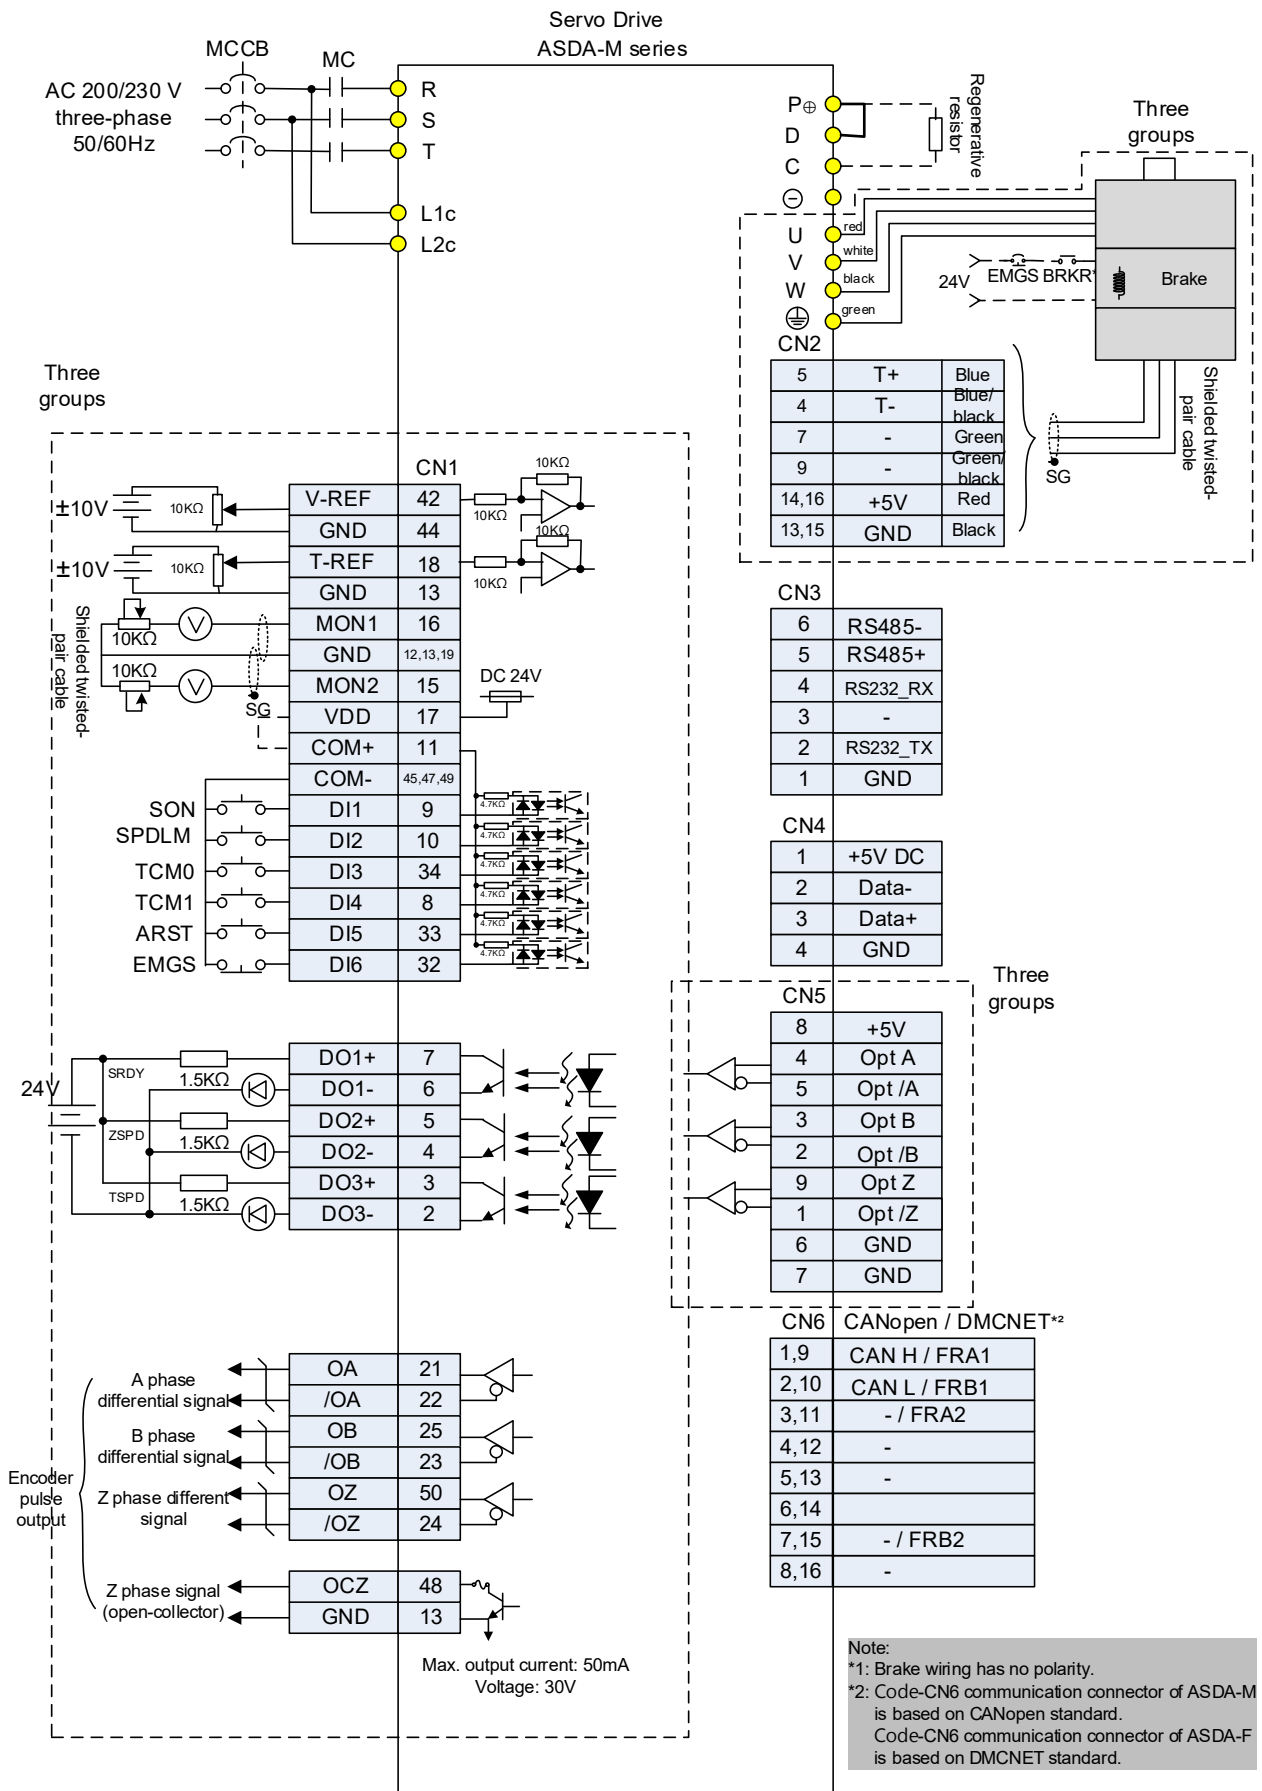 Servo Drive
ASDA-M series
MCCB
MC
AC 200/230 V
three-phase
50/60Hz
R
S
T
L1c
L2c
P⊕
D
C
⊖
Regenerative
resistor
Three
groups
U red
V white
W black
green
24V
EMGS BRKR*
Brake
Shielded twisted-
pair cable
SG
CN2
5 T+ Blue
4 T- Blue/
black
7 - Green
9 - Green/
black
14,16 +5V Red
13,15 GND Black
Three
groups
CN1
±10V 10KΩ V-REF 42 10KΩ 10KΩ
GND 44
±10V 10KΩ T-REF 18 10KΩ 10KΩ
GND 13
10KΩ V MON1 16
GND 12,13,19
10KΩ V MON2 15
Shielded twisted-
pair cable
SG
VDD 17 DC 24V
COM+ 11
COM- 45,47,49
SON DI1 9 4.7KΩ
SPDLM DI2 10 4.7KΩ
TCM0 DI3 34 4.7KΩ
TCM1 DI4 8 4.7KΩ
ARST DI5 33 4.7KΩ
EMGS DI6 32 4.7KΩ
24V
SRDY 1.5KΩ DO1+ 7
DO1- 6
ZSPD 1.5KΩ DO2+ 5
DO2- 4
TSPD 1.5KΩ DO3+ 3
DO3- 2
Encoder
pulse
output
A phase
differential signal
OA 21
/OA 22
B phase
differential signal
OB 25
/OB 23
Z phase different
signal
OZ 50
/OZ 24
Z phase signal
(open-collector)
OCZ 48
GND 13
Max. output current: 50mA
Voltage: 30V
CN3
6 RS485-
5 RS485+
4 RS232_RX
3 -
2 RS232_TX
1 GND
CN4
1 +5V DC
2 Data-
3 Data+
4 GND
Three
groups
CN5
8 +5V
4 Opt A
5 Opt /A
3 Opt B
2 Opt /B
9 Opt Z
1 Opt /Z
6 GND
7 GND
CN6 CANopen / DMCNET*²
1,9 CAN H / FRA1
2,10 CAN L / FRB1
3,11 - / FRA2
4,12 -
5,13 -
6,14
7,15 - / FRB2
8,16 -
Note:
*1: Brake wiring has no polarity.
*2: Code-CN6 communication connector of ASDA-M
is based on CANopen standard.
Code-CN6 communication connector of ASDA-F
is based on DMCNET standard.